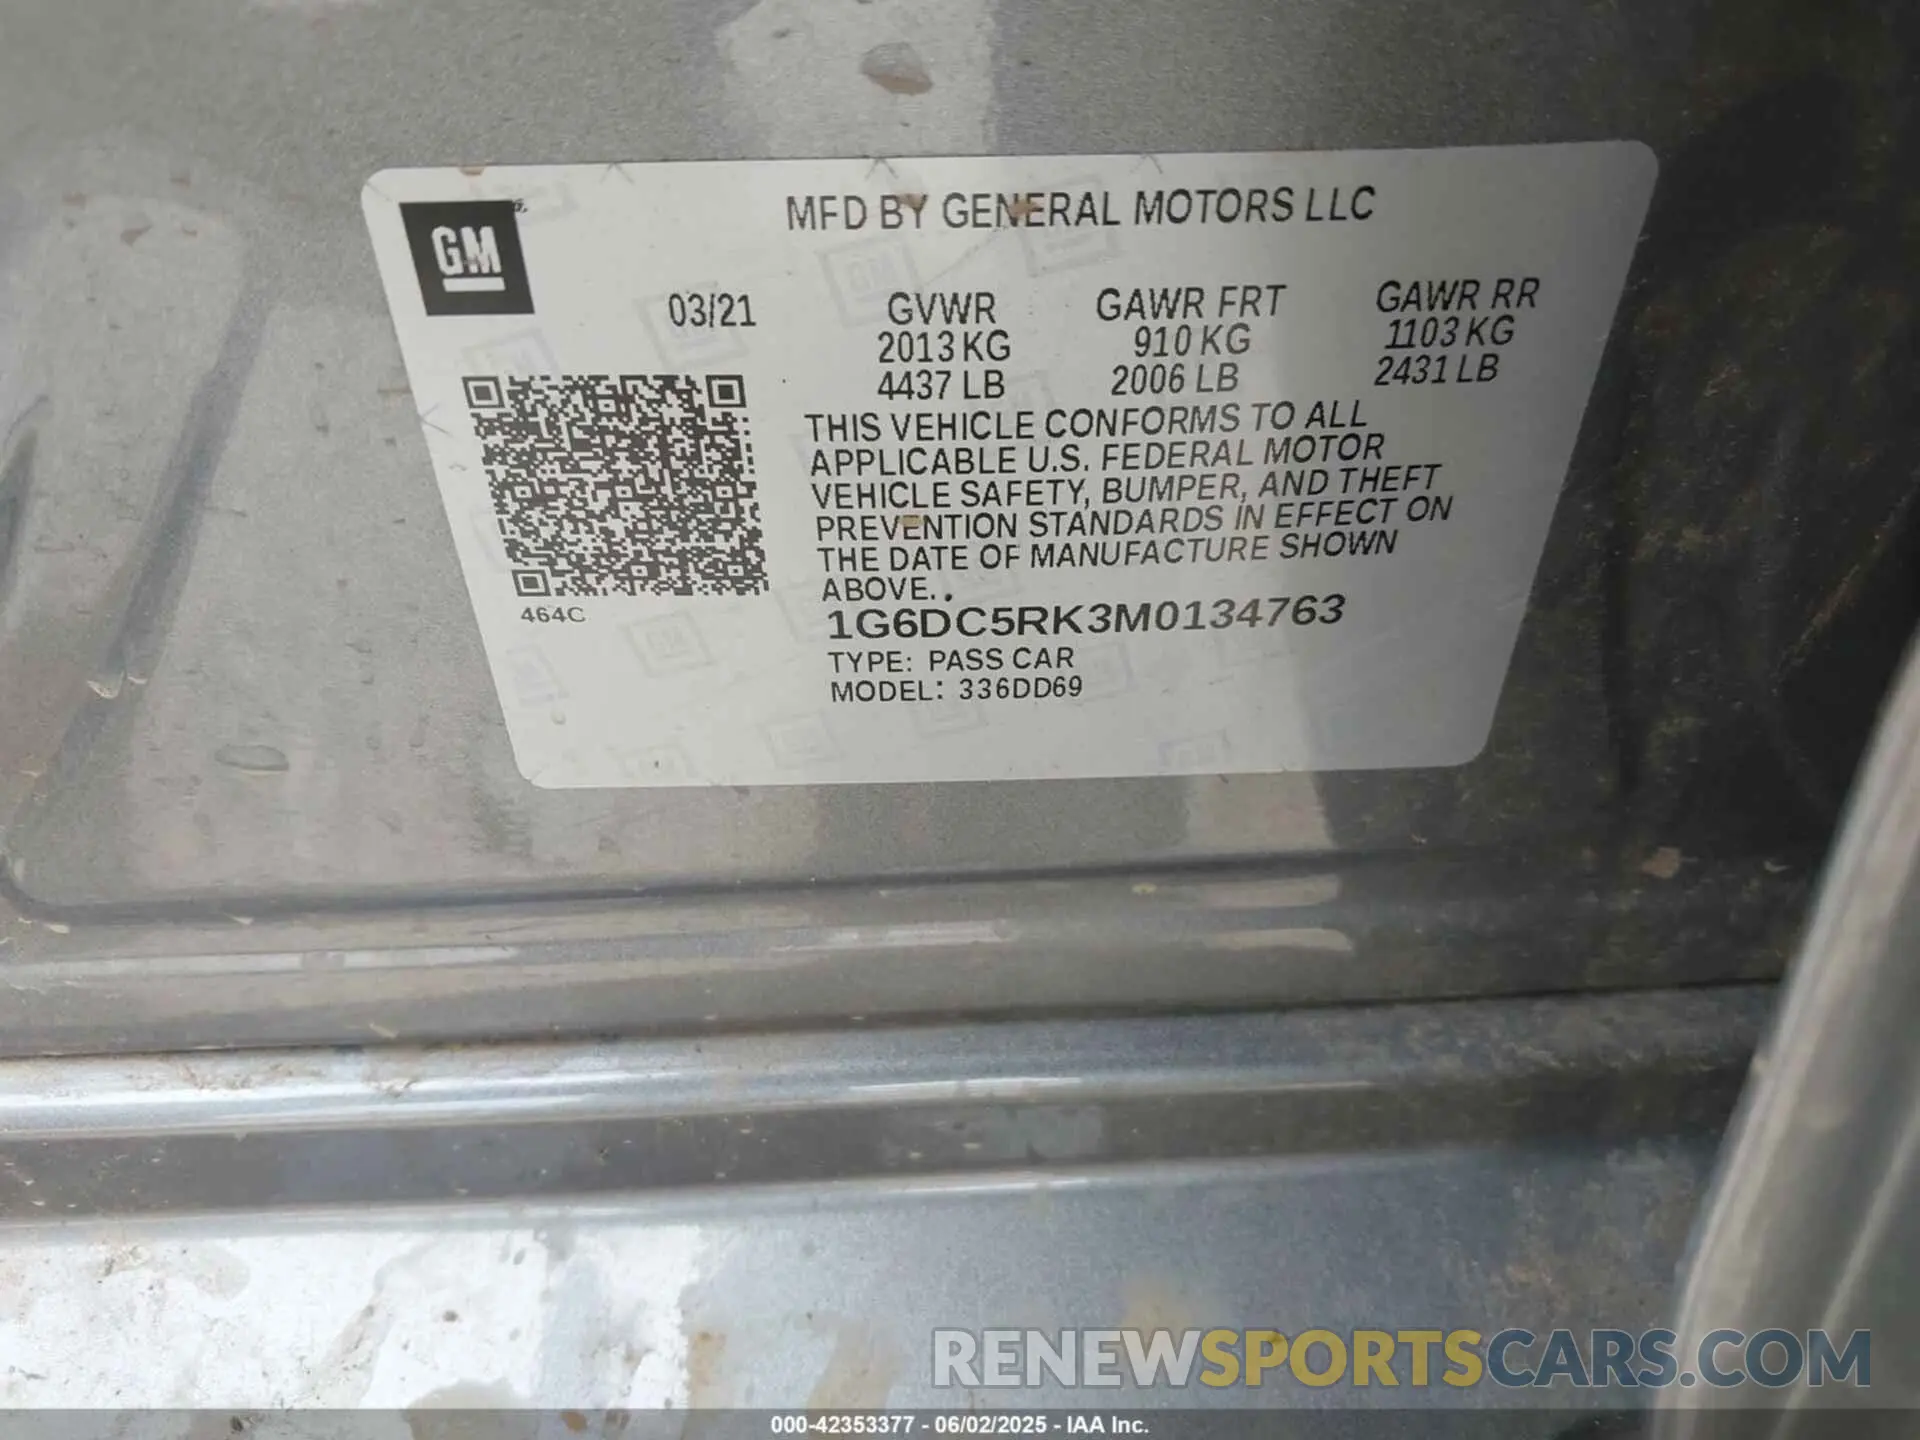 MFD BY GENERAL MOTORS LLC
GM
03/21 GVWR GAWR FRT GAWR RR
2013 KG 910 KG 1103 KG
4437 LB 2006 LB 2431 LB
THIS VEHICLE CONFORMS TO ALL
APPLICABLE U.S. FEDERAL MOTOR
VEHICLE SAFETY, BUMPER, AND THEFT
PREVENTION STANDARDS IN EFFECT ON
THE DATE OF MANUFACTURE SHOWN
ABOVE..
464C
1G6DC5RK3M0134763
TYPE: PASS CAR
MODEL: 336DD69
RENEWSPORTSCARS.COM
000-42353377 - 06/02/2025 - IAA Inc.